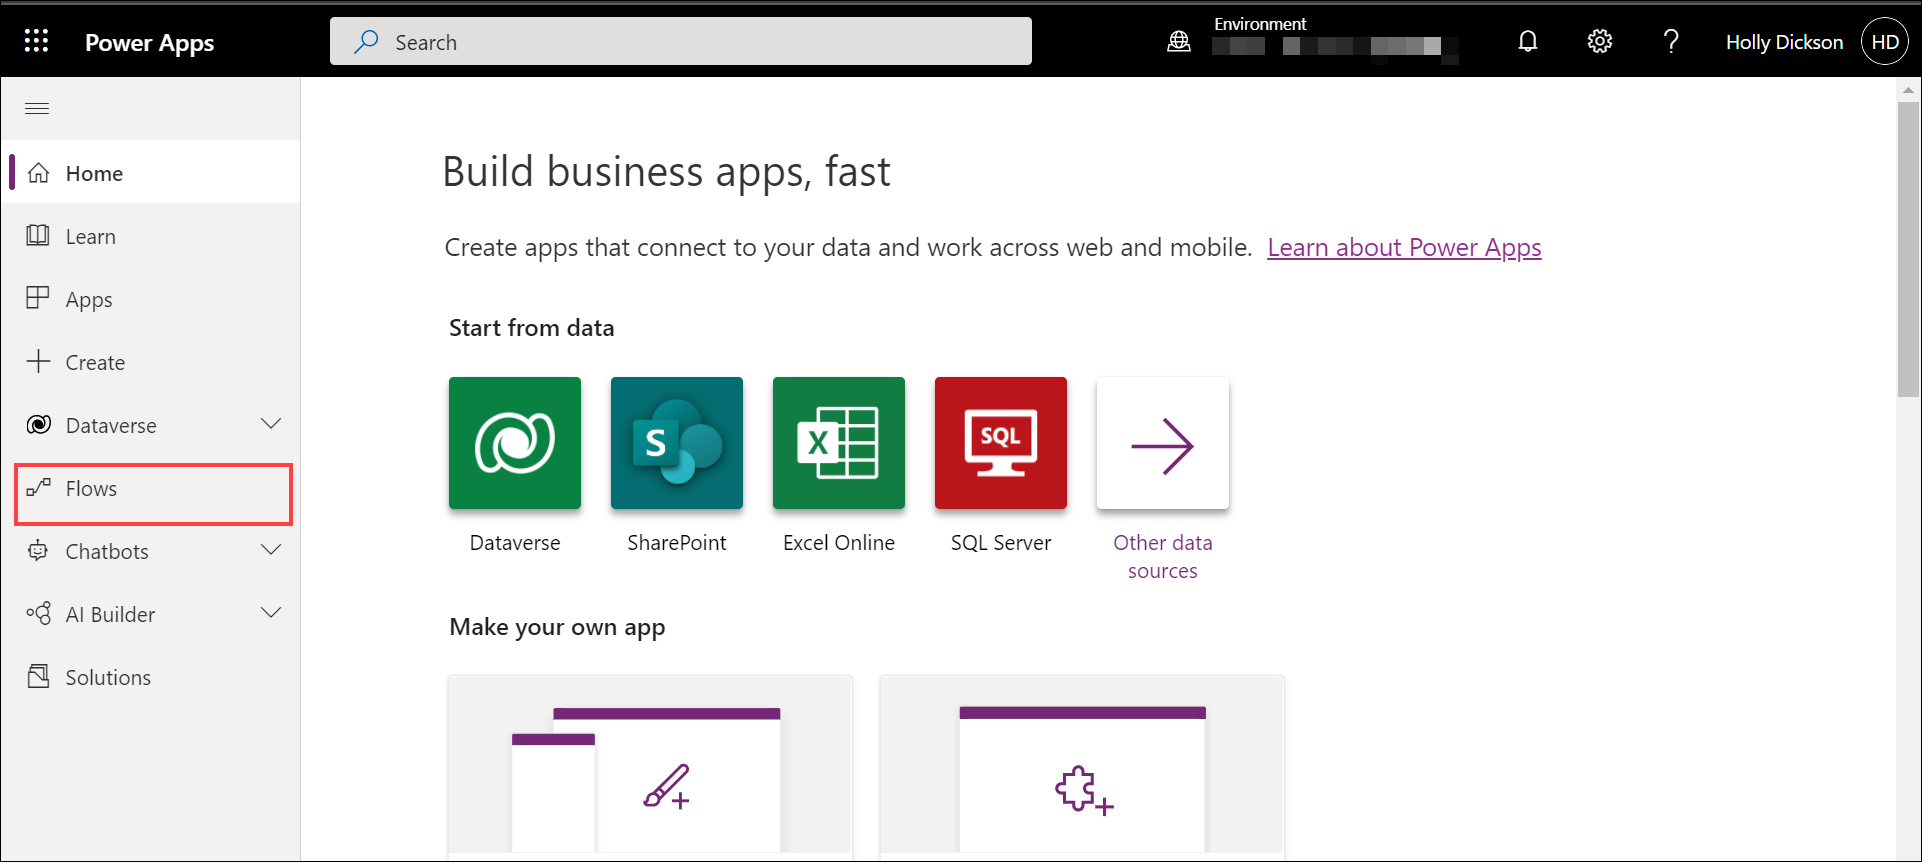 Power Apps
Search
Environment
Holly Dickson
HD
Home
Learn
Apps
Create
Dataverse
Flows
Chatbots
AI Builder
Solutions
Build business apps, fast
Create apps that connect to your data and work across web and mobile. Learn about Power Apps
Start from data
S
X
SQL
Dataverse
SharePoint
Excel Online
SQL Server
Other data
sources
Make your own app